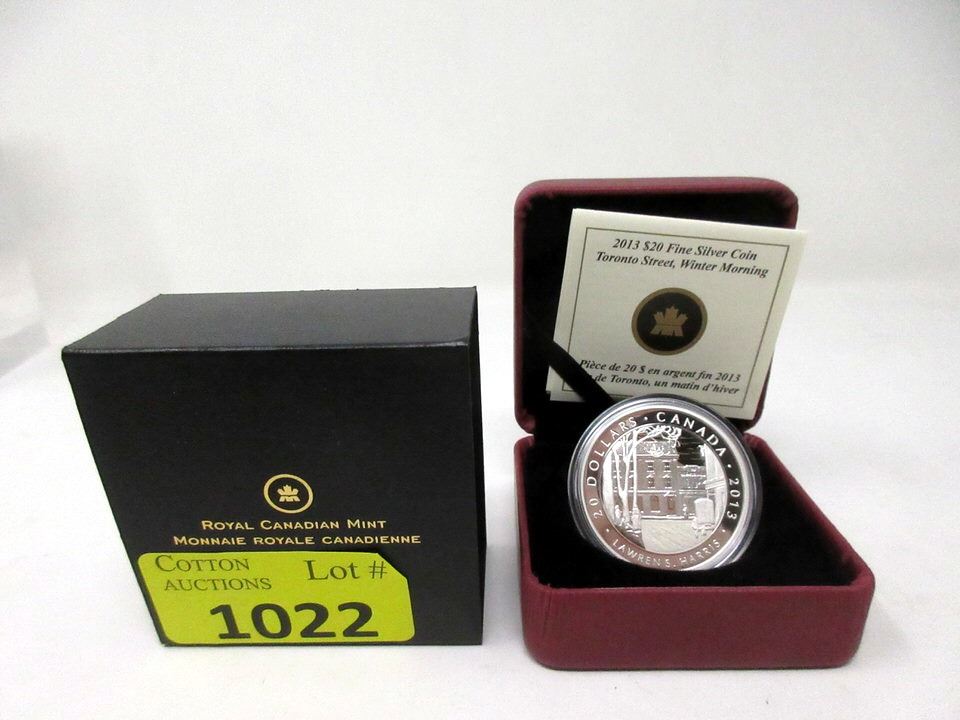 ROYAL CANADIAN MINT
MONNAIE ROYALE CANADIENNE
COTTON
AUCTIONS
Lot #
1022
2013 $20 Fine Silver Coin
Toronto Street, Winter Morning
Pièce de 20 $ en argent fin 2013
de Toronto, un matin d'hiver
20 DOLLARS • CANADA • 2013
• LAWREN S. HARRIS •